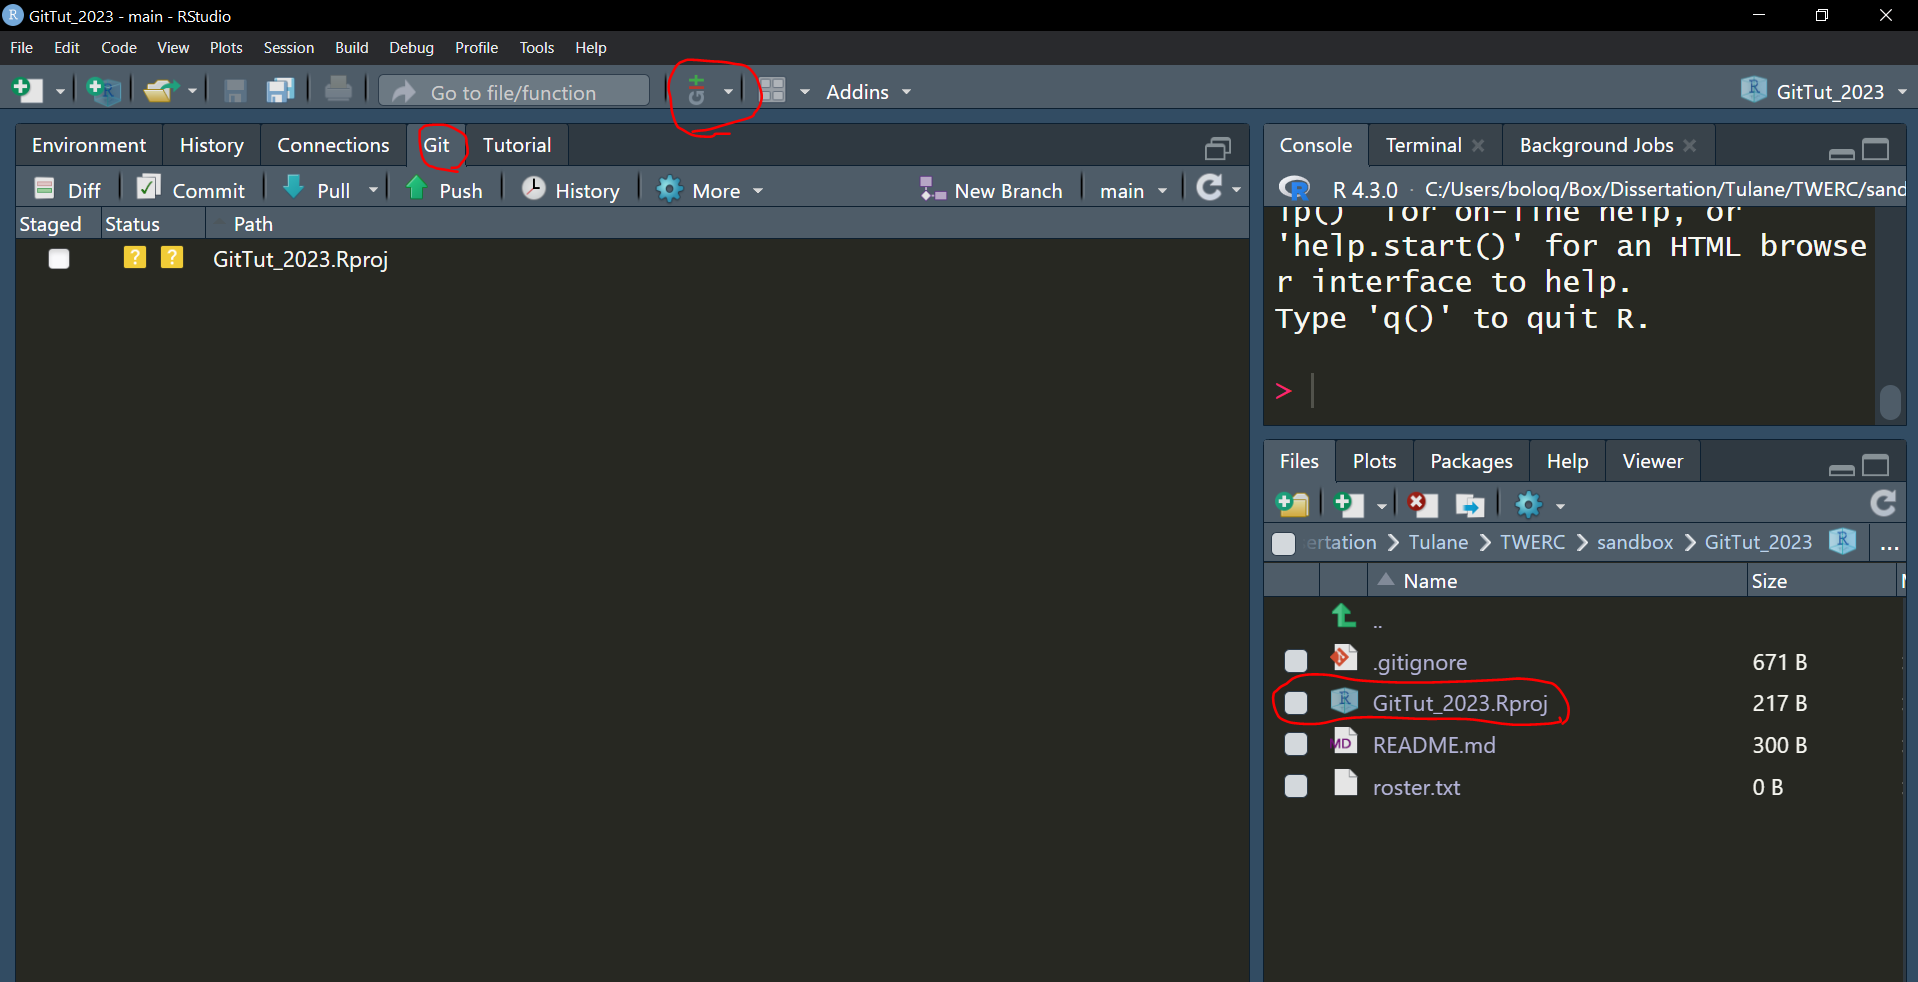 GitTut_2023 - main - RStudio
File Edit Code View Plots Session Build Debug Profile Tools Help
Go to file/function Git Addins GitTut_2023
Environment History Connections Git Tutorial
Diff Commit Pull Push History More New Branch main
Staged Status Path
? ? GitTut_2023.Rproj
Console Terminal Background Jobs
R 4.3.0 · C:/Users/boloq/Box/Dissertation/Tulane/TWERC/sand
lp()' for on-line help, or
'help.start()' for an HTML browse
r interface to help.
Type 'q()' to quit R.
>
Files Plots Packages Help Viewer
ertation Tulane TWERC sandbox GitTut_2023 ...
Name Size
..
.gitignore 671 B
GitTut_2023.Rproj 217 B
README.md 300 B
roster.txt 0 B